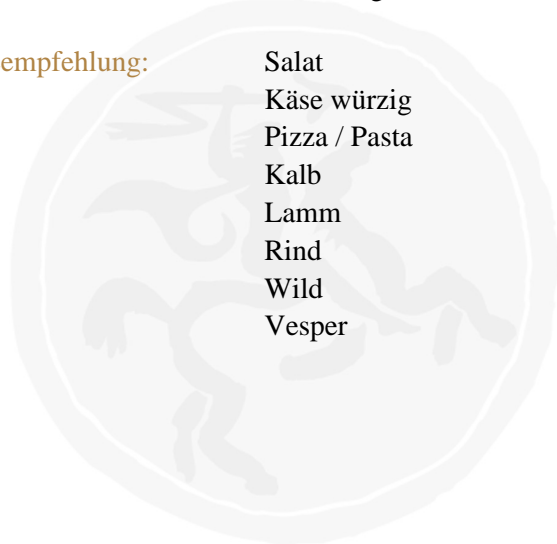 empfehlung: Salat
Käse würzig
Pizza / Pasta
Kalb
Lamm
Rind
Wild
Vesper